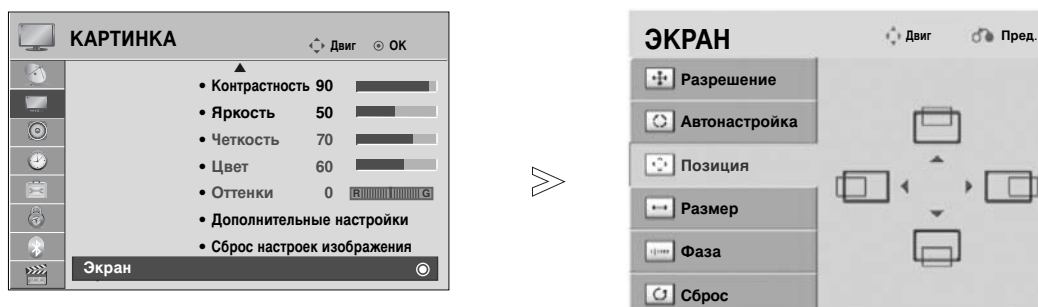 КАРТИНКА
Двиг
ОК
• Контрастность 90
• Яркость 50
• Четкость 70
• Цвет 60
• Оттенки 0 R G
• Дополнительные настройки
• Сброс настроек изображения
Экран
ЭКРАН
Двиг
Пред.
Разрешение
Автонастройка
Позиция
Размер
Фаза
Сброс